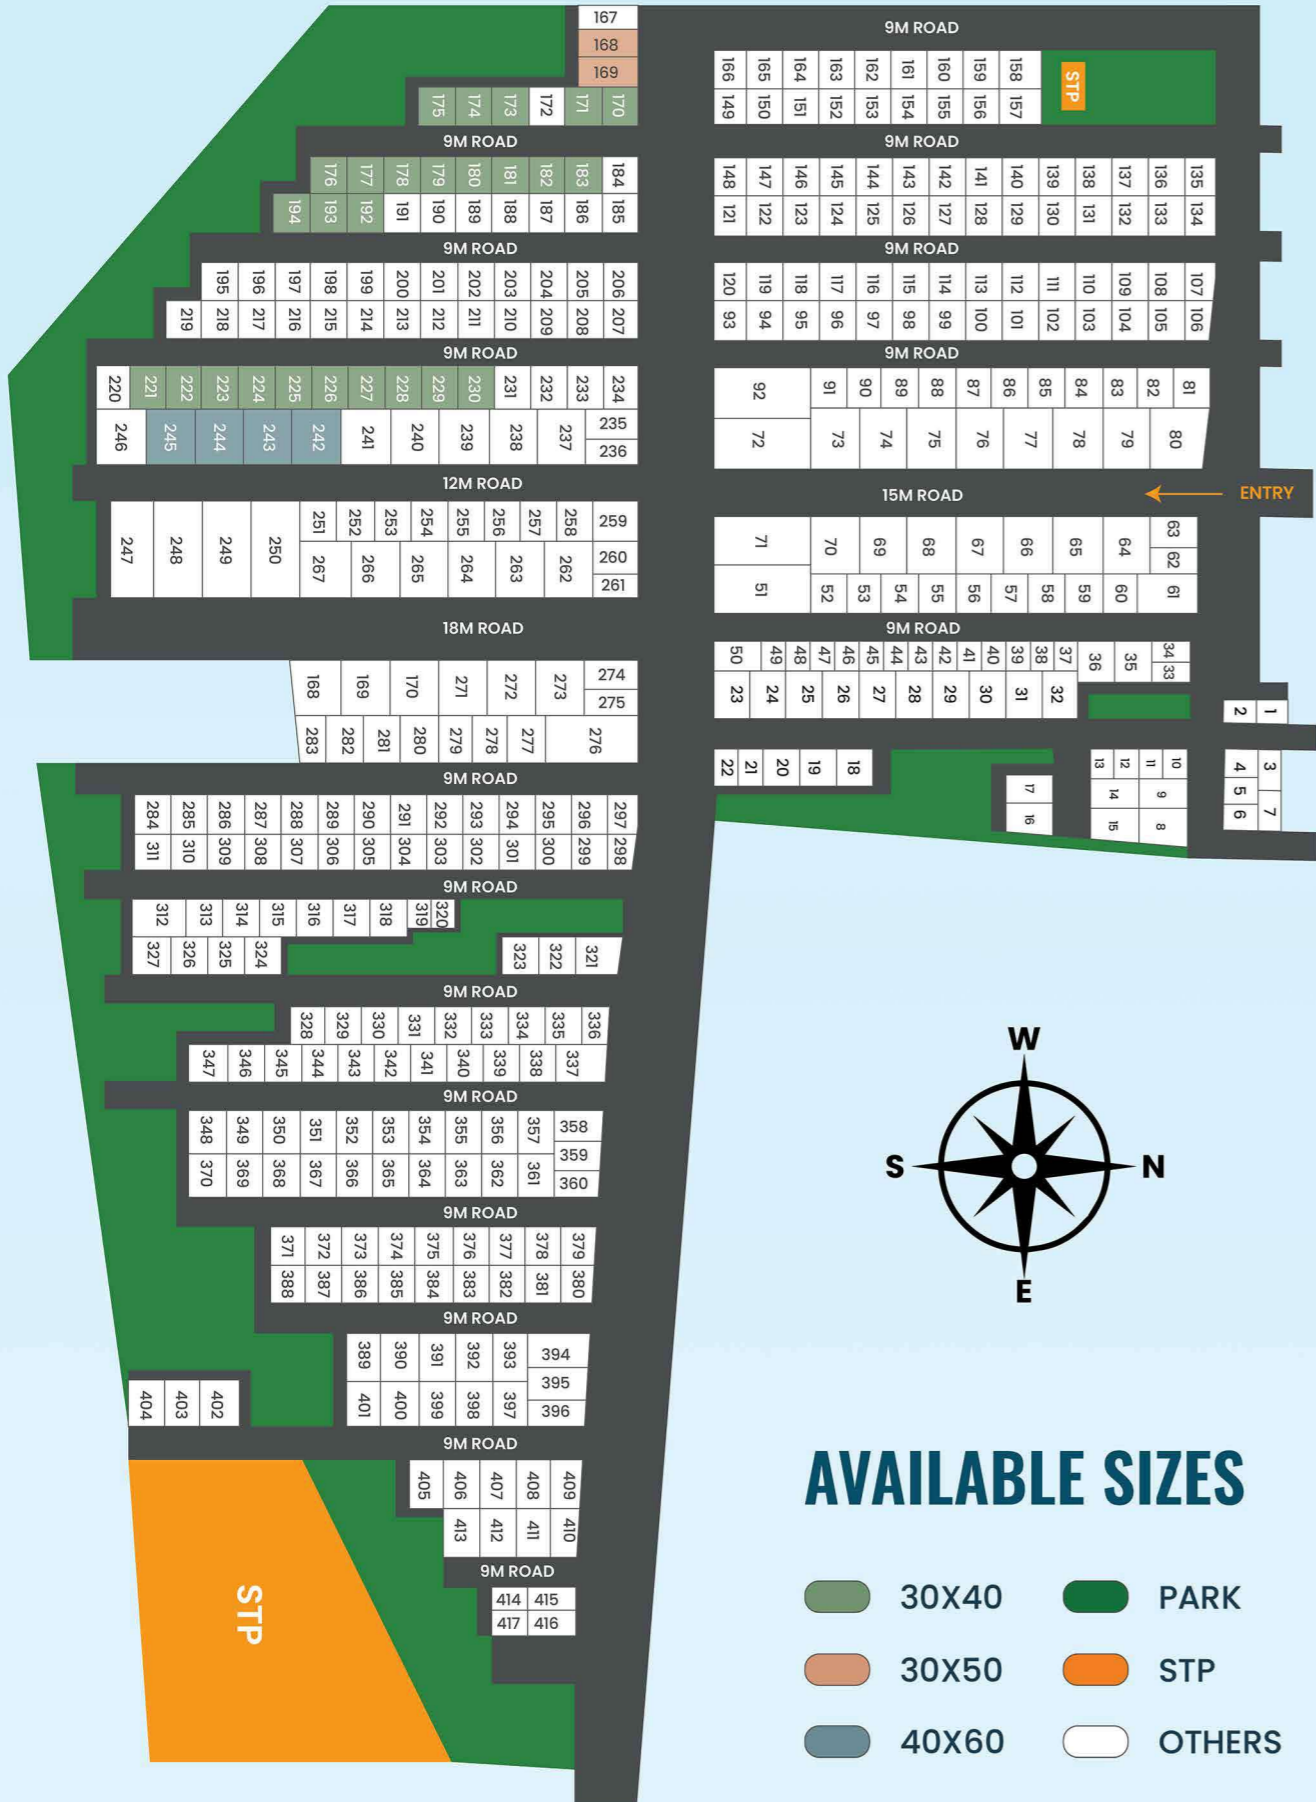 167
9M ROAD
168
169
166 165 164 163 162 161 160 159 158
STP
175 174 173 172 171 170
149 150 151 152 153 154 155 156 157
9M ROAD
9M ROAD
176 177 178 179 180 181 182 183 184
148 147 146 145 144 143 142 141 140 139 138 137 136 135
194 193 192 191 190 189 188 187 186 185
121 122 123 124 125 126 127 128 129 130 131 132 133 134
9M ROAD
9M ROAD
195 196 197 198 199 200 201 202 203 204 205 206
120 119 118 117 116 115 114 113 112 111 110 109 108 107
219 218 217 216 215 214 213 212 211 210 209 208 207
93 94 95 96 97 98 99 100 101 102 103 104 105 106
9M ROAD
9M ROAD
220 221 222 223 224 225 226 227 228 229 230 231 232 233 234
92 91 90 89 88 87 86 85 84 83 82 81
235
246 245 244 243 242 241 240 239 238 237
236
72 73 74 75 76 77 78 79 80
12M ROAD
15M ROAD
ENTRY
251 252 253 254 255 256 257 258 259
247 248 249 250
260
267 266 265 264 263 262
261
63
71 70 69 68 67 66 65 64
62
51 52 53 54 55 56 57 58 59 60 61
18M ROAD
9M ROAD
50 49 48 47 46 45 44 43 42 41 40 39 38 37 36 35 34
33
23 24 25 26 27 28 29 30 31 32
274
168 169 170 271 272 273
275
2 1
283 282 281 280 279 278 277 276
22 21 20 19 18
13 12 11 10
4 3
17
14 9
5
16
15 8
6 7
9M ROAD
284 285 286 287 288 289 290 291 292 293 294 295 296 297
311 310 309 308 307 306 305 304 303 302 301 300 299 298
9M ROAD
312 313 314 315 316 317 318 319 320
327 326 325 324 323 322 321
9M ROAD
328 329 330 331 332 333 334 335 336
347 346 345 344 343 342 341 340 339 338 337
9M ROAD
348 349 350 351 352 353 354 355 356 357 358
359
370 369 368 367 366 365 364 363 362 361 360
9M ROAD
371 372 373 374 375 376 377 378 379
388 387 386 385 384 383 382 381 380
9M ROAD
389 390 391 392 393 394
395
404 403 402
401 400 399 398 397 396
9M ROAD
405 406 407 408 409
413 412 411 410
9M ROAD
414 415
417 416
STP
W
S N
E
AVAILABLE SIZES
30X40 PARK
30X50 STP
40X60 OTHERS